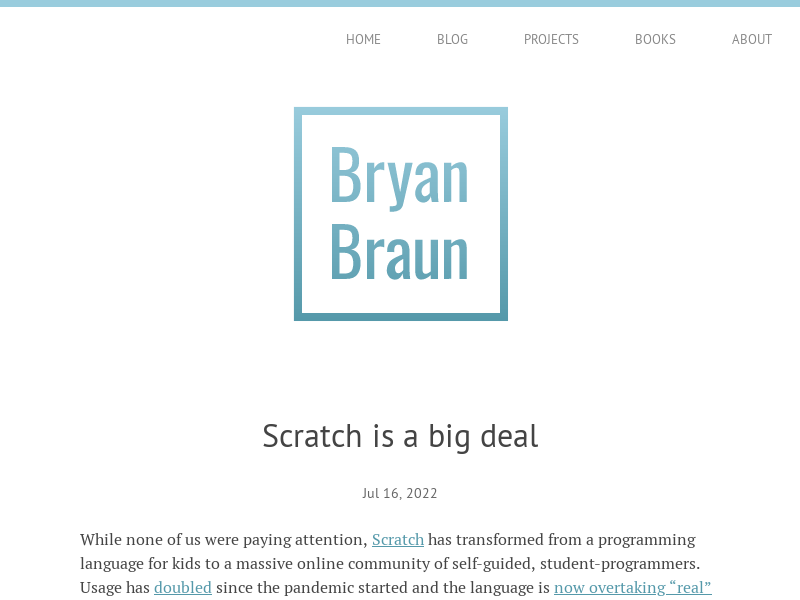 HOME BLOG PROJECTS BOOKS ABOUT
Bryan
Braun
Scratch is a big deal
Jul 16, 2022
While none of us were paying attention, Scratch has transformed from a programming
language for kids to a massive online community of self-guided, student-programmers.
Usage has doubled since the pandemic started and the language is now overtaking “real”